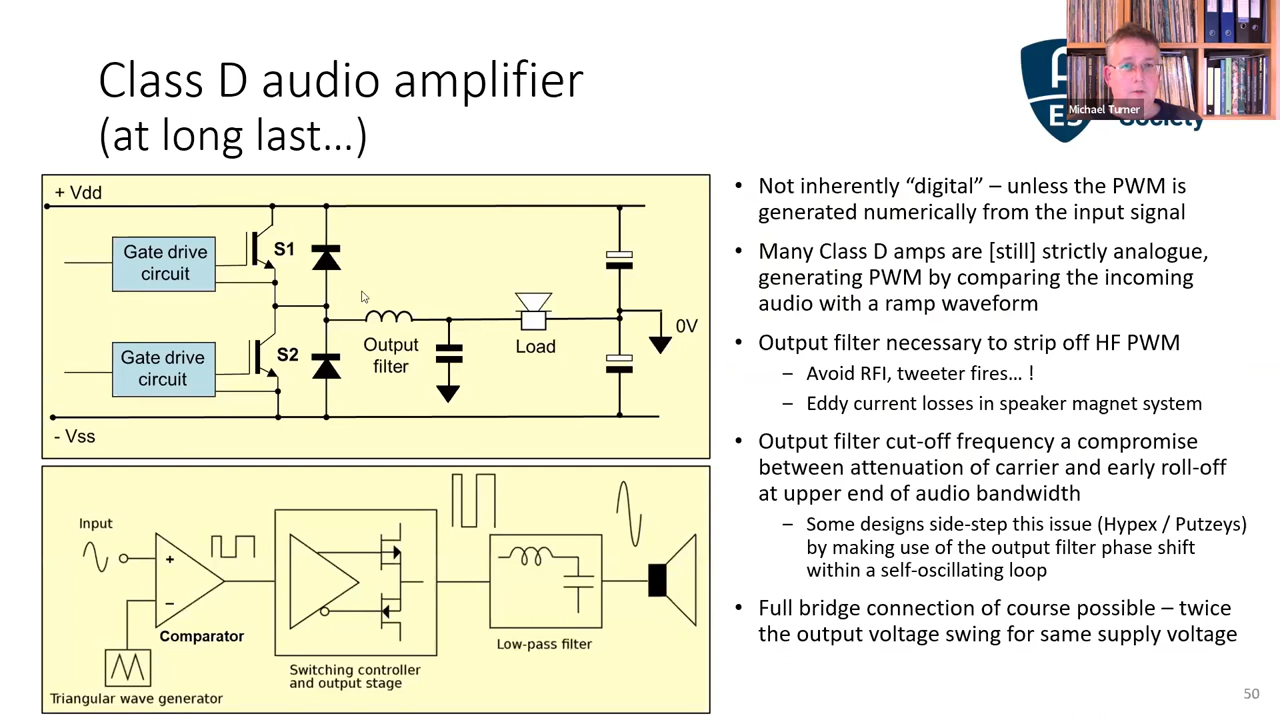 Class D audio amplifier
(at long last…)
Michael Turner
ES
Society
+ Vdd
Gate drive
circuit
S1
Gate drive
circuit
S2
Output
filter
Load
0V
- Vss
Input
+
−
Comparator
Triangular wave generator
Switching controller
and output stage
Low-pass filter
• Not inherently “digital” – unless the PWM is
generated numerically from the input signal
• Many Class D amps are [still] strictly analogue,
generating PWM by comparing the incoming
audio with a ramp waveform
• Output filter necessary to strip off HF PWM
– Avoid RFI, tweeter fires… !
– Eddy current losses in speaker magnet system
• Output filter cut-off frequency a compromise
between attenuation of carrier and early roll-off
at upper end of audio bandwidth
– Some designs side-step this issue (Hypex / Putzeys)
by making use of the output filter phase shift
within a self-oscillating loop
• Full bridge connection of course possible – twice
the output voltage swing for same supply voltage
50